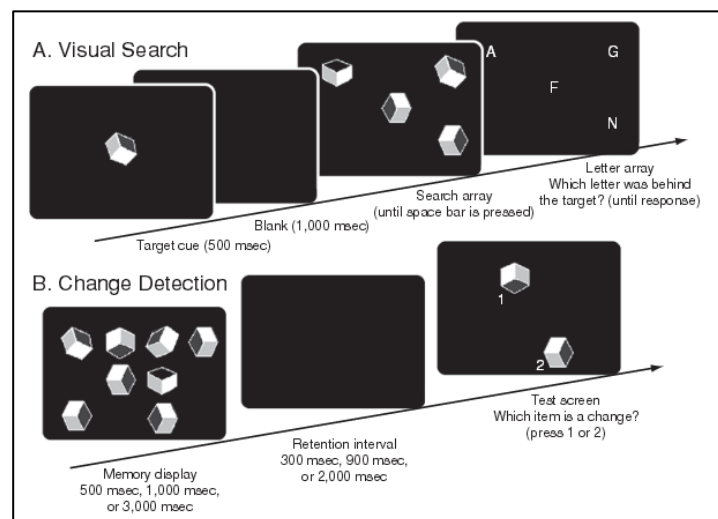 A. Visual Search
A
G
F
N
Letter array
Which letter was behind
the target? (until response)
Search array
(until space bar is pressed)
Blank (1,000 msec)
Target cue (500 msec)
B. Change Detection
1
2
Test screen
Which item is a change?
(press 1 or 2)
Retention interval
300 msec, 900 msec,
or 2,000 msec
Memory display
500 msec, 1,000 msec,
or 3,000 msec